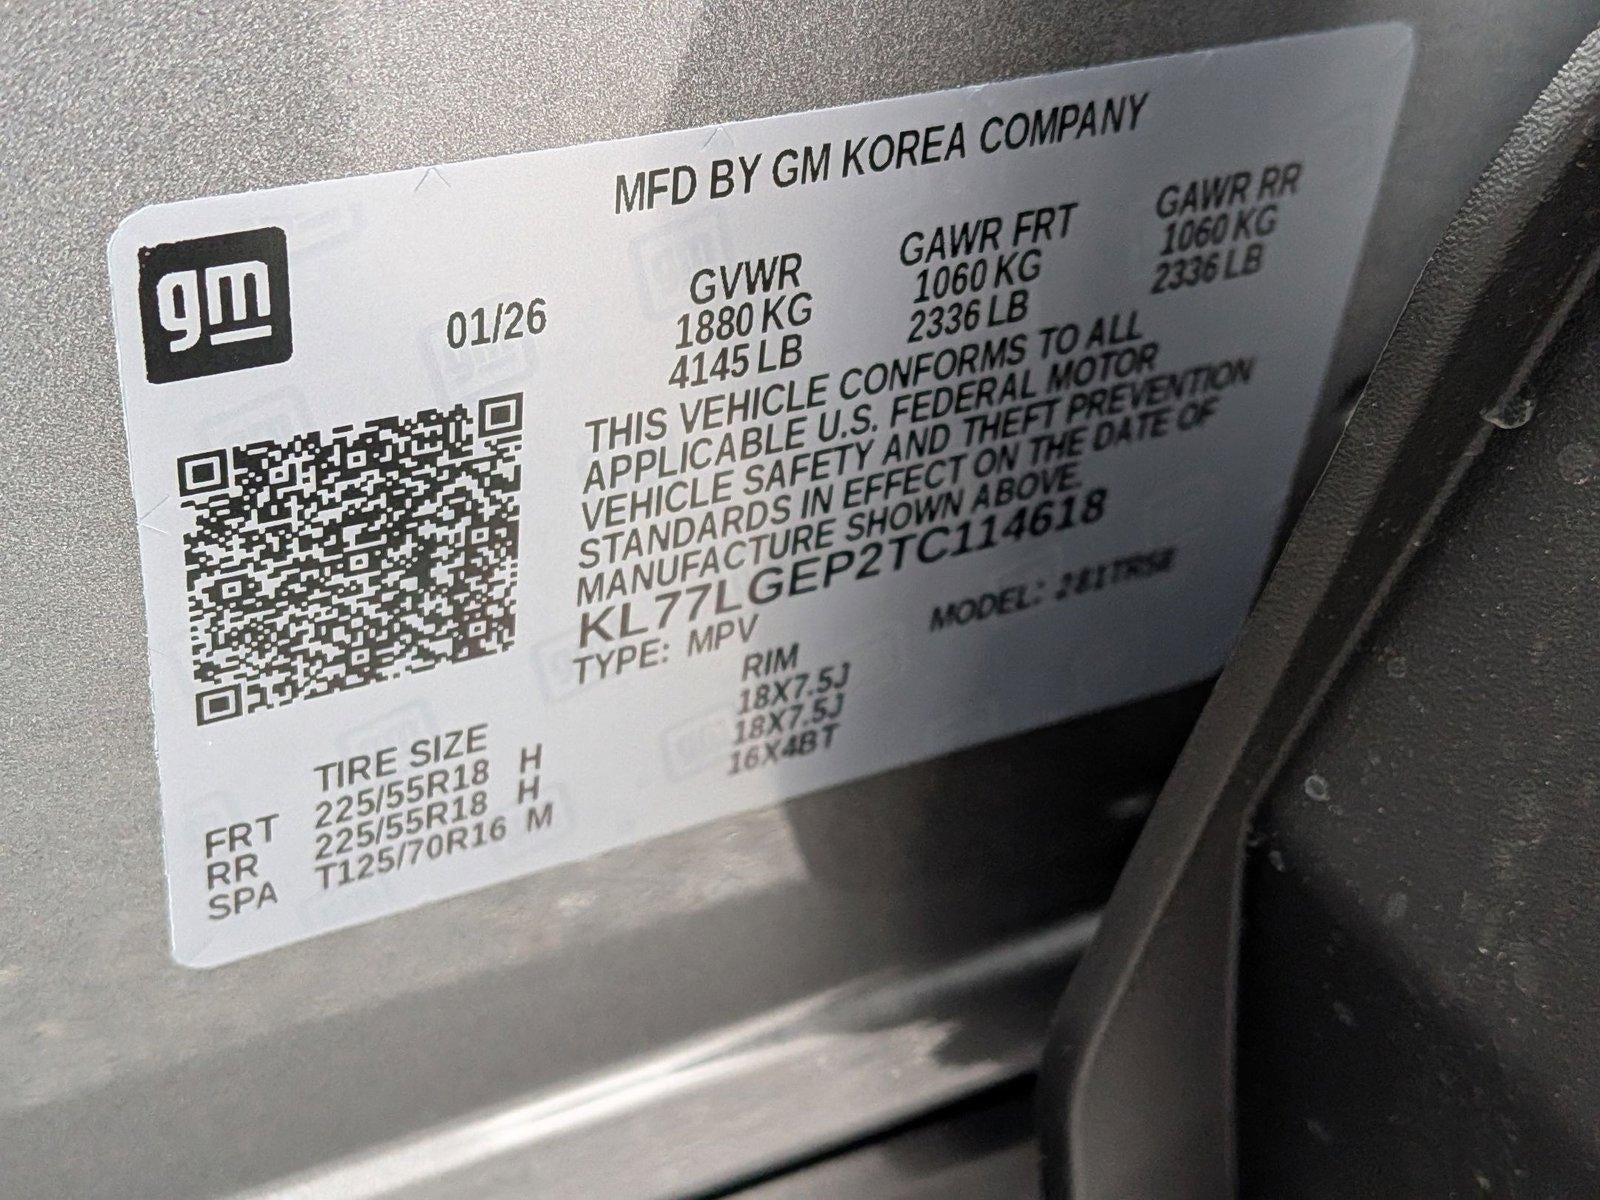 MFD BY GM KOREA COMPANY
gm
01/26
GVWR GAWR FRT GAWR RR
1880 KG 1060 KG 1060 KG
4145 LB 2336 LB 2336 LB
THIS VEHICLE CONFORMS TO ALL
APPLICABLE U.S. FEDERAL MOTOR
VEHICLE SAFETY AND THEFT PREVENTION
STANDARDS IN EFFECT ON THE DATE OF
MANUFACTURE SHOWN ABOVE.
KL77LGEP2TC114618
TYPE: MPV MODEL:
TIRE SIZE RIM
FRT 225/55R18 H 18X7.5J
RR 225/55R18 H 18X7.5J
SPA T125/70R16 M 16X4BT